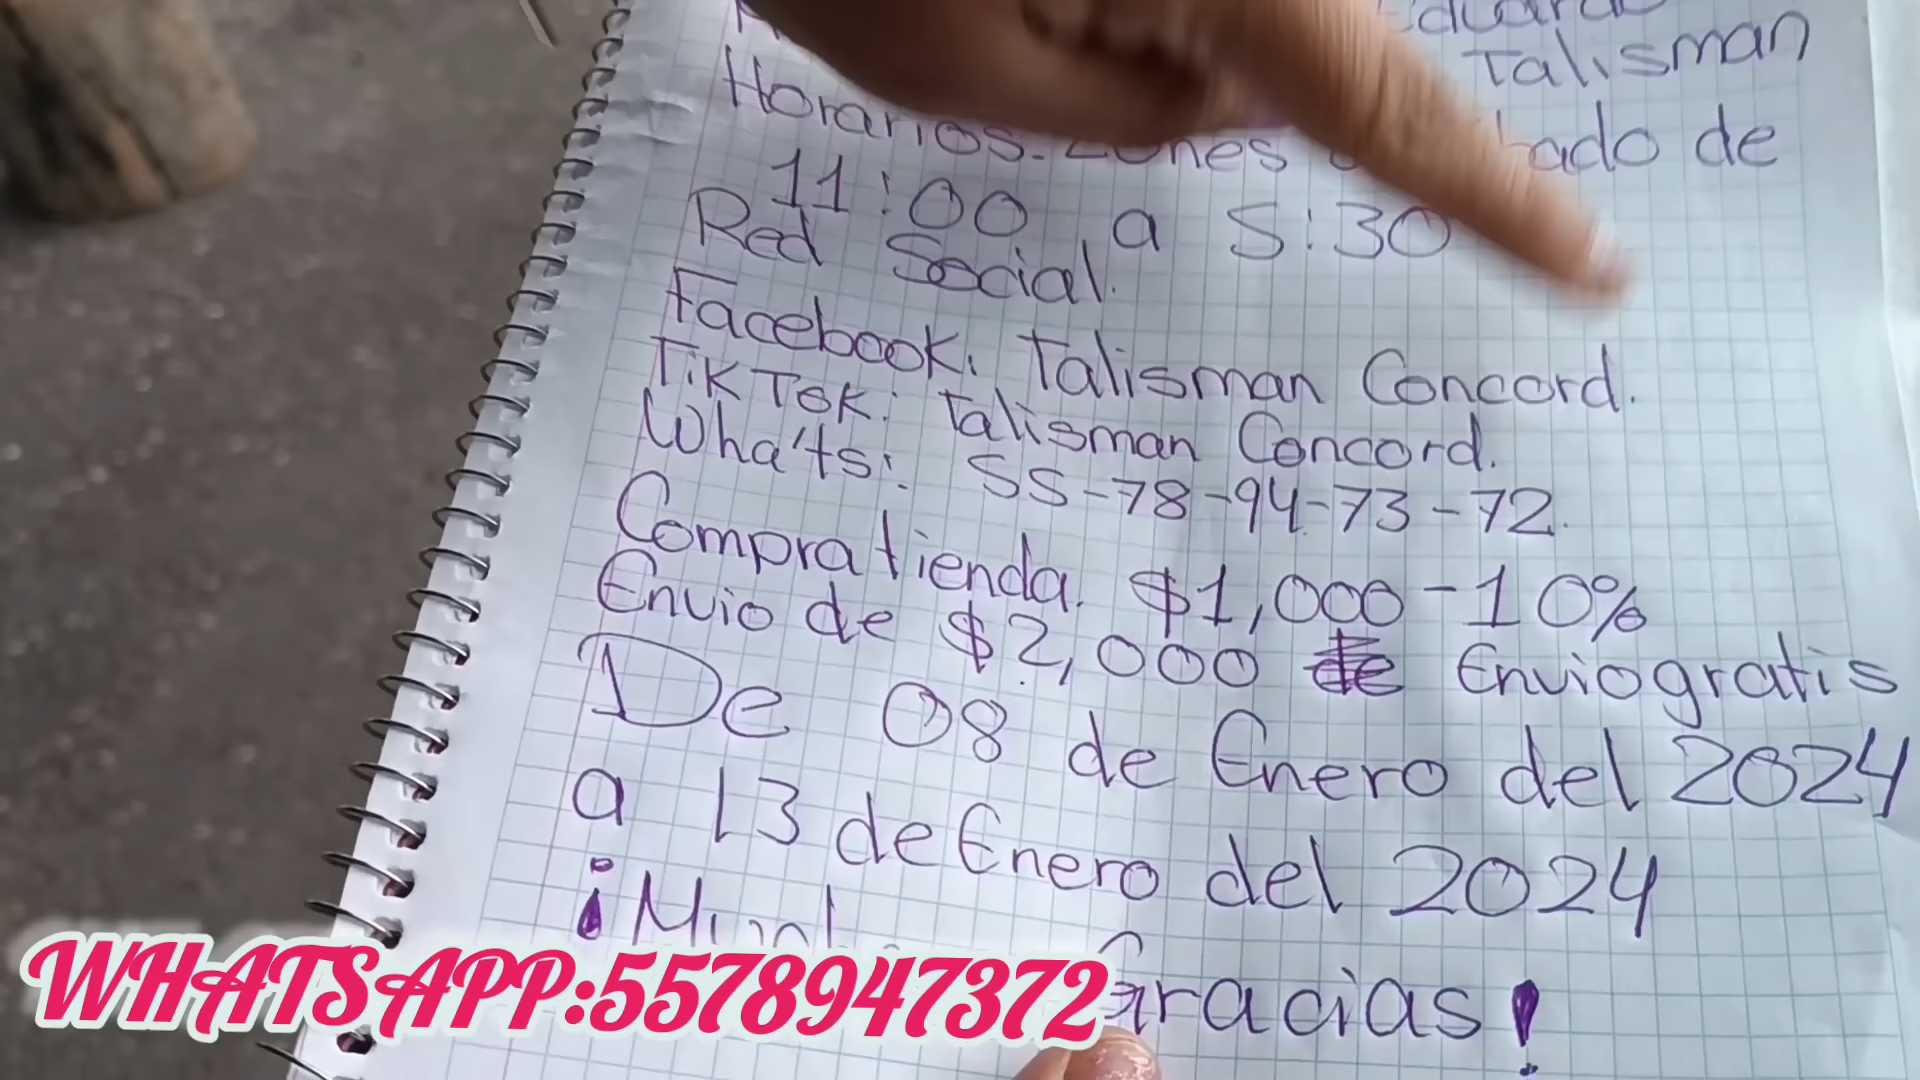 Talisman
Horarios. Lunes a de
11:00 a 5:30
Red Social.
Facebook: Talisman Concord.
TikTok: Talisman Concord.
Wha'ts: 55-78-94-73-72.
Compra tienda. $1,000-10%
Envio de $2,000 de Envio gratis
De 08 de Enero del 2024
a 13 de Enero del 2024
Gracias!
WHATSAPP:5578947372